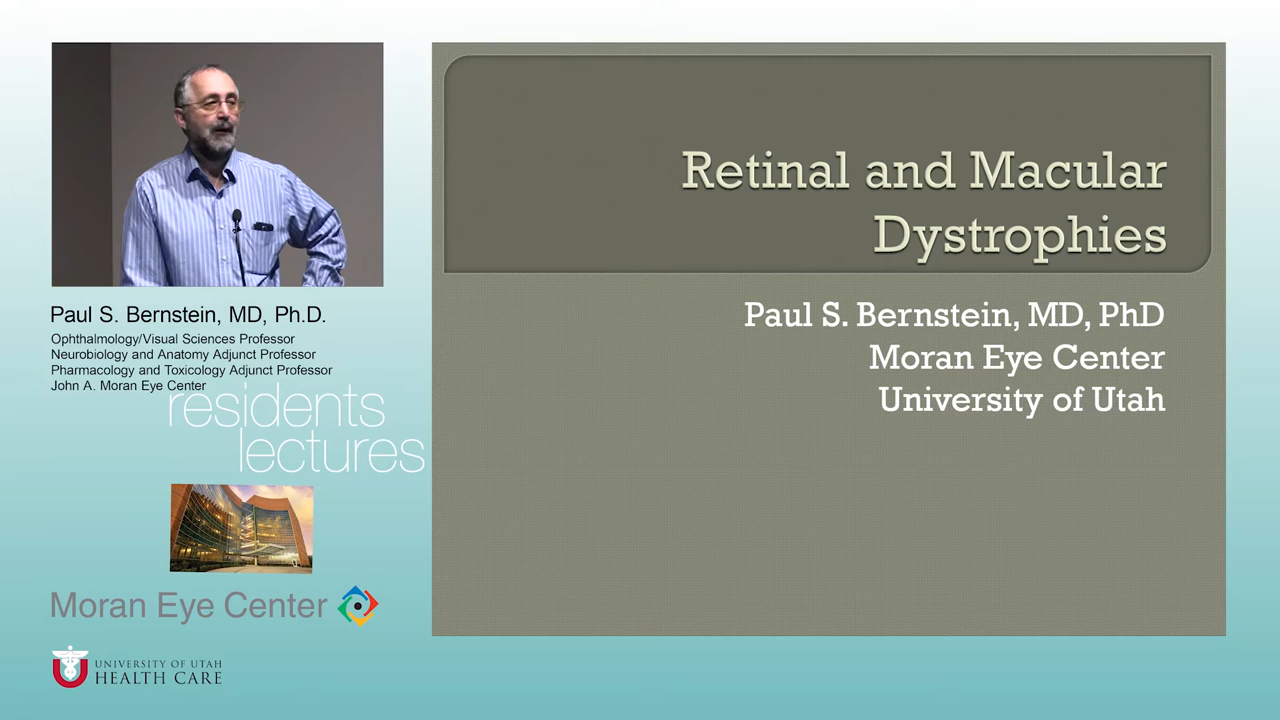 Paul S. Bernstein, MD, Ph.D.
Ophthalmology/Visual Sciences Professor
Neurobiology and Anatomy Adjunct Professor
Pharmacology and Toxicology Adjunct Professor
John A. Moran Eye Center
residents
lectures
Moran Eye Center
UNIVERSITY OF UTAH
HEALTH CARE
Retinal and Macular
Dystrophies
Paul S. Bernstein, MD, PhD
Moran Eye Center
University of Utah